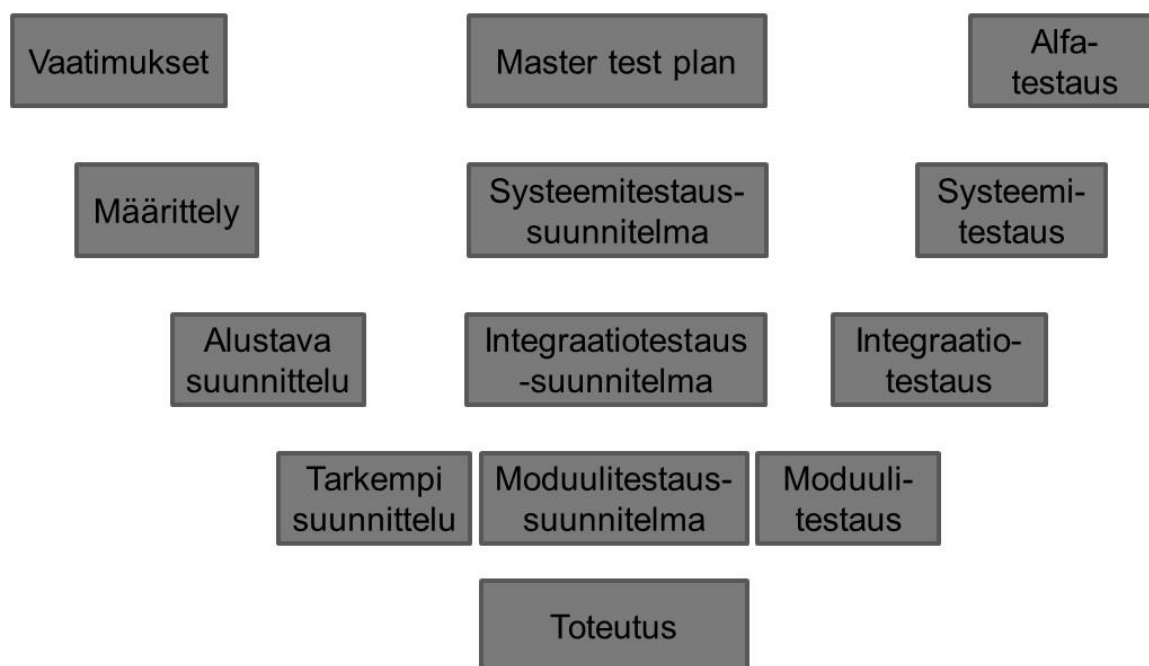 Vaatimukset
Master test plan
Alfa-
testaus
Määrittely
Systeemitestaus-
suunnitelma
Systeemi-
testaus
Alustava
suunnittelu
Integraatiotestaus
-suunnitelma
Integraatio-
testaus
Tarkempi
suunnittelu
Moduulitestaus-
suunnitelma
Moduuli-
testaus
Toteutus